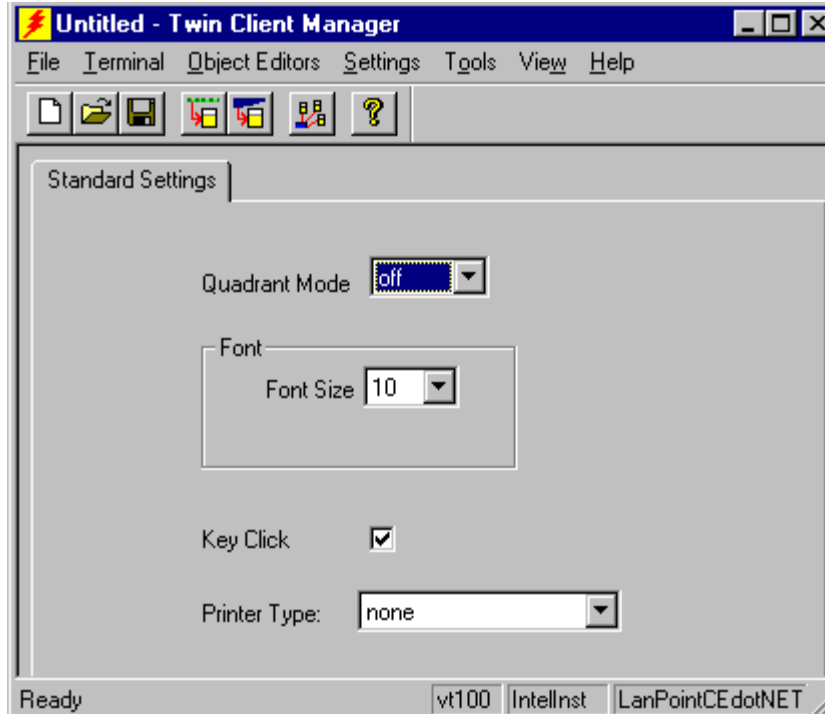 Untitled - Twin Client Manager
File Terminal Object Editors Settings Tools View Help
Standard Settings
Quadrant Mode off
Font
Font Size 10
Key Click
Printer Type: none
Ready vt100 IntelInst LanPointCEdotNET